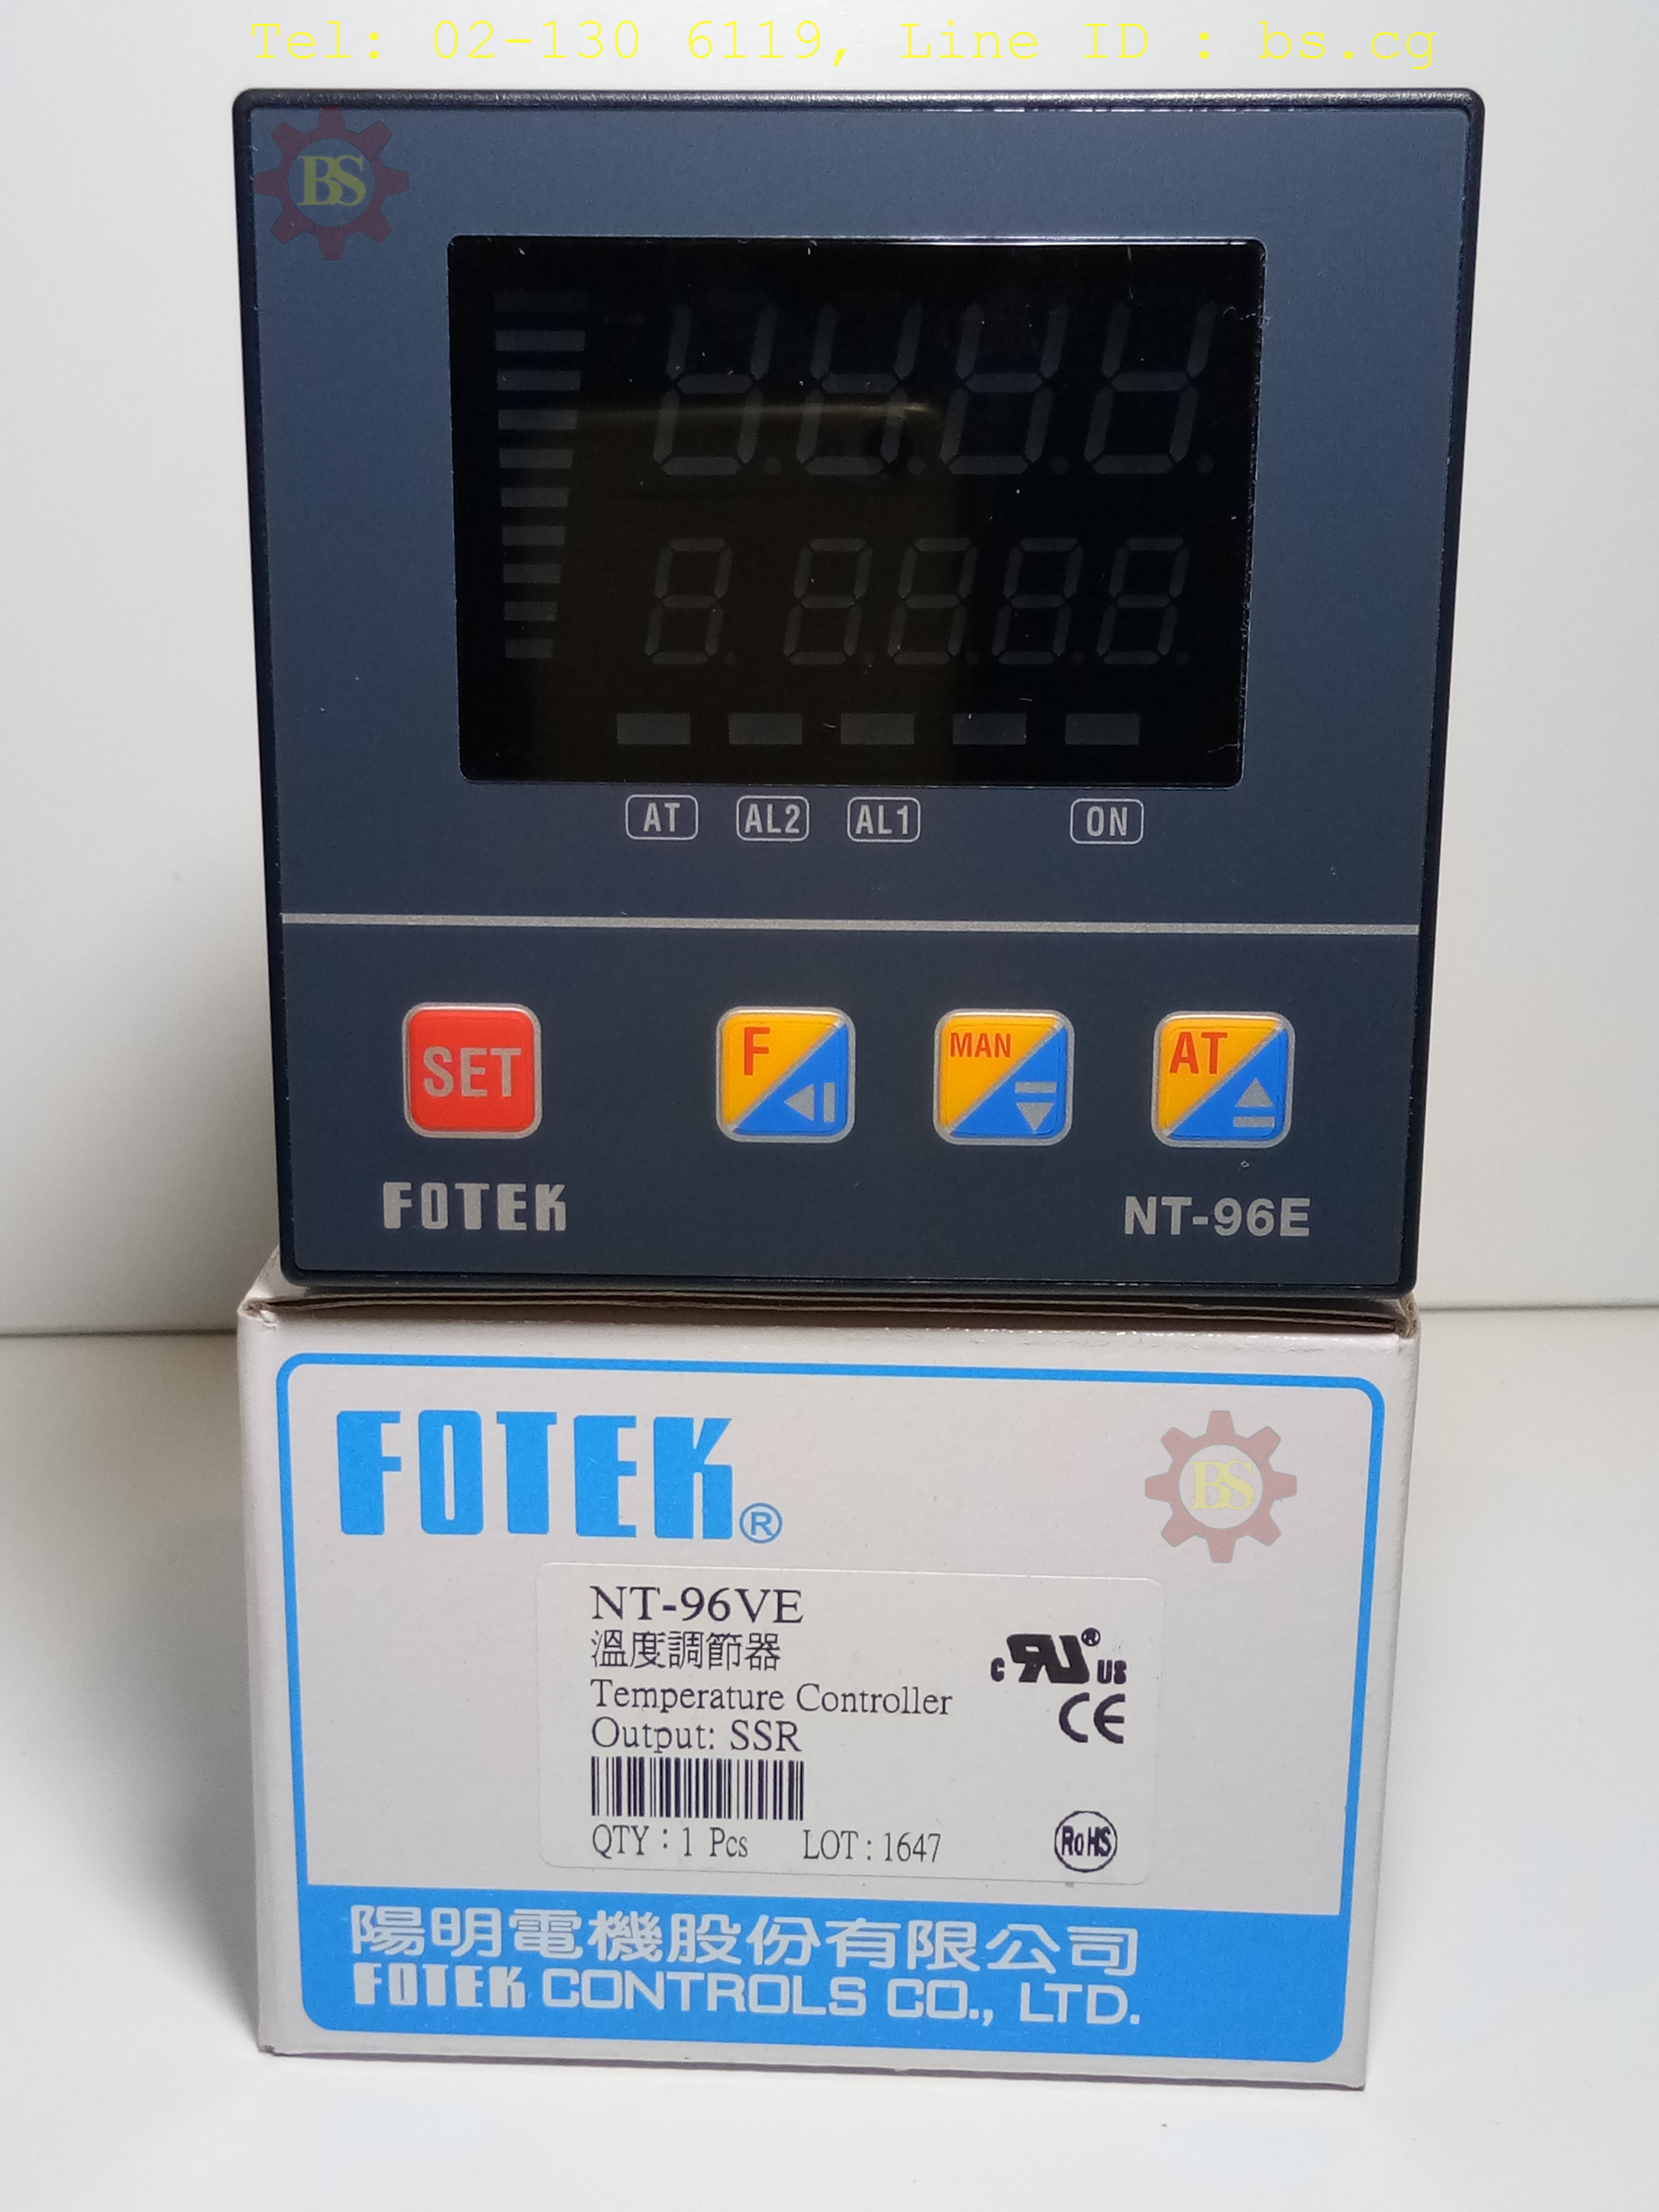 Tel: 02-130 6119, Line ID : bs.cg
BS
AT AL2 AL1 ON
SET F MAN AT
FOTEK NT-96E
FOTEK®
BS
NT-96VE
溫度調節器
Temperature Controller
Output: SSR
c RU® US
CE
QTY : 1 Pcs LOT : 1647
RoHS
陽明電機股份有限公司
FOTEK CONTROLS CO., LTD.